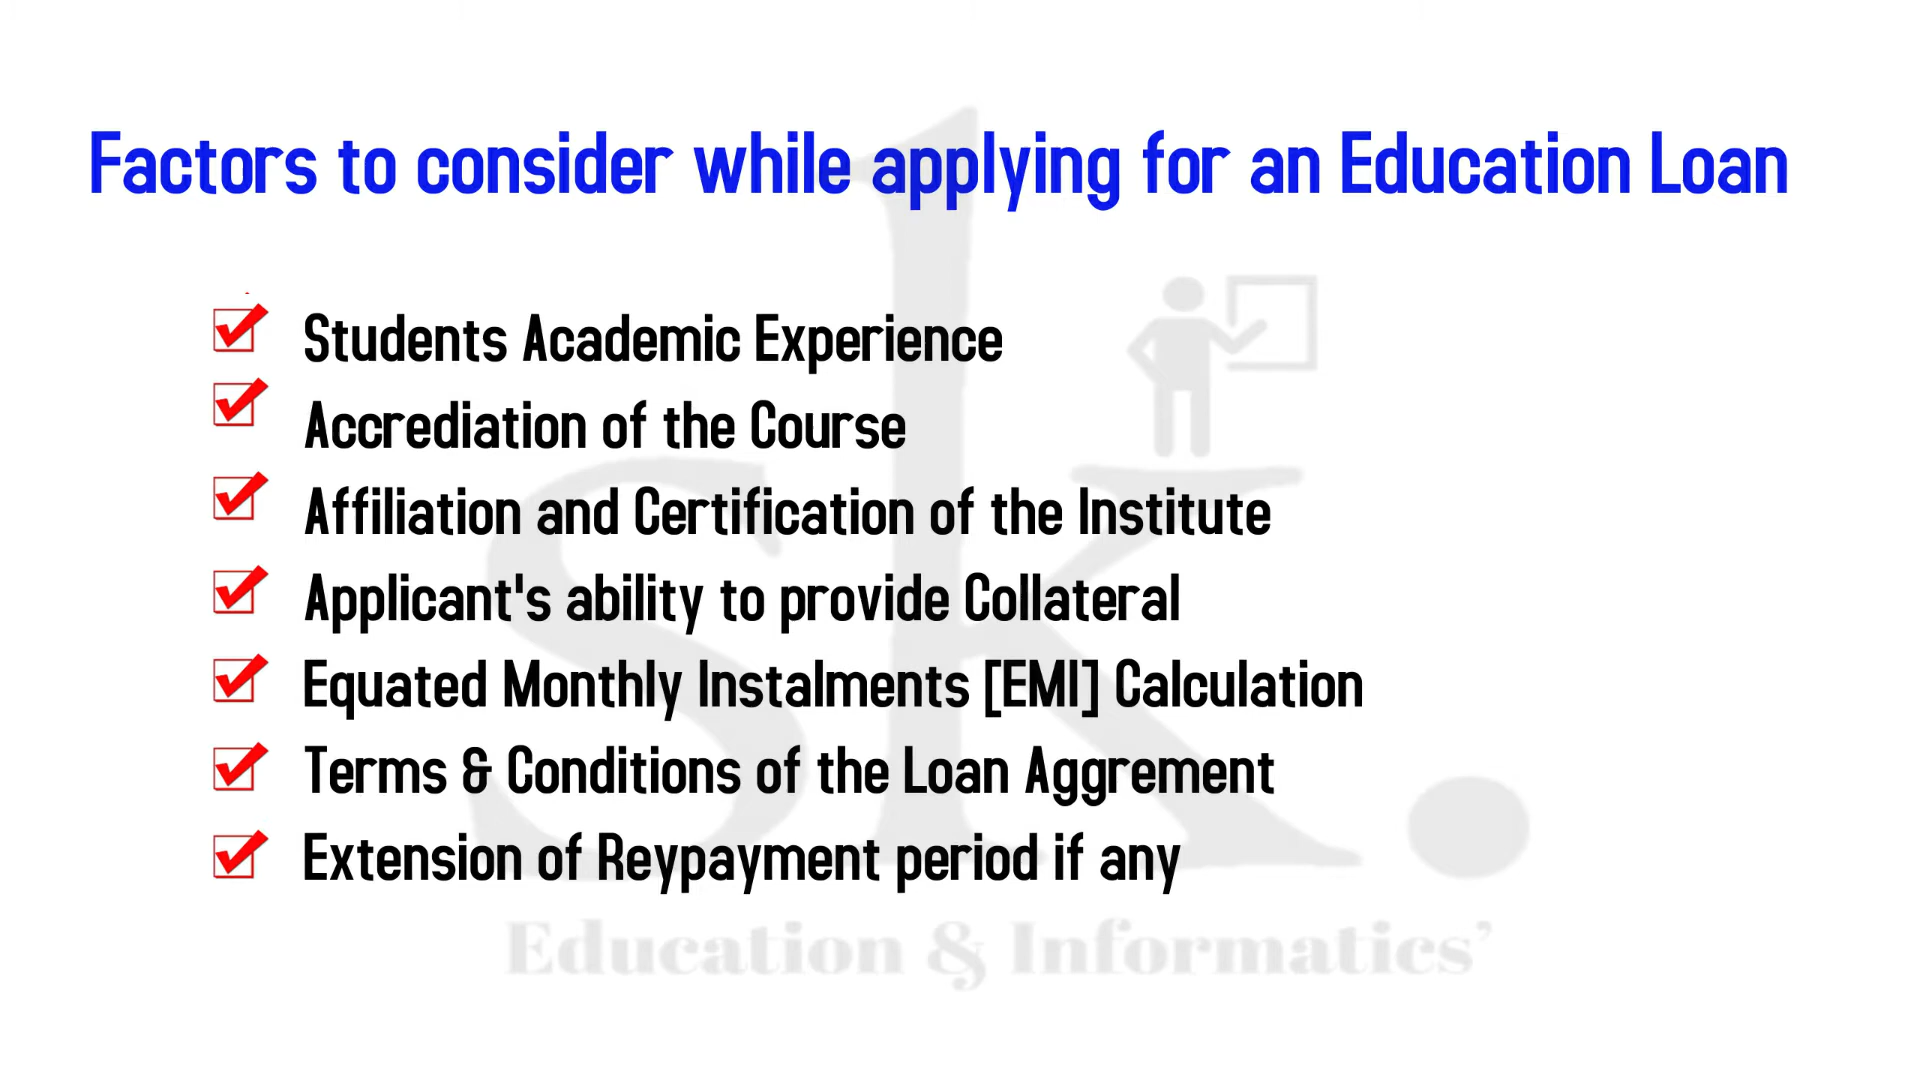 Factors to consider while applying for an Education Loan
Students Academic Experience
Accrediation of the Course
Affiliation and Certification of the Institute
Applicant's ability to provide Collateral
Equated Monthly Instalments [EMI] Calculation
Terms & Conditions of the Loan Aggrement
Extension of Reypayment period if any
sk.
Education & Informatics’